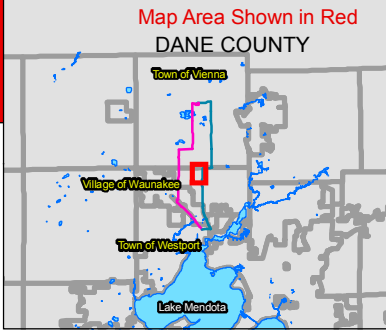 Map Area Shown in Red
DANE COUNTY
Town of Vienna
Village of Waunakee
Town of Westport
Lake Mendota